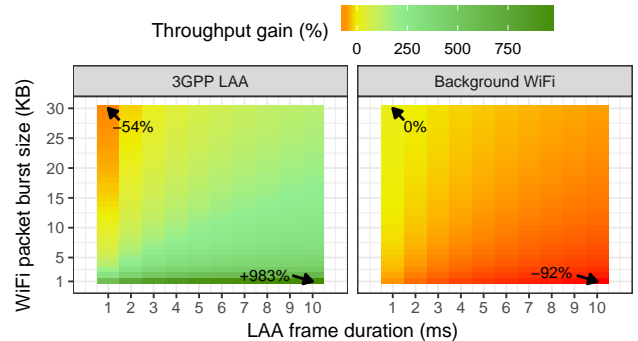 Throughput gain (%)
0 250 500 750
3GPP LAA
Background WiFi
WiFi packet burst size (KB)
30
25
20
15
10
5
1
−54%
+983%
0%
−92%
1 2 3 4 5 6 7 8 9 10
1 2 3 4 5 6 7 8 9 10
LAA frame duration (ms)